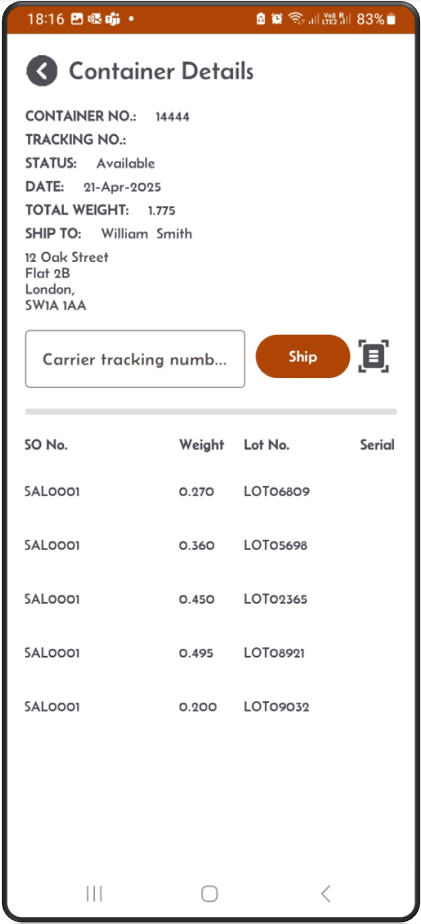 18:16 83%
Container Details
CONTAINER NO.: 14444
TRACKING NO.:
STATUS: Available
DATE: 21-Apr-2025
TOTAL WEIGHT: 1.775
SHIP TO: William Smith
12 Oak Street
Flat 2B
London,
SW1A 1AA
Carrier tracking numb... Ship
SO No. Weight Lot No. Serial
SAL0001 0.270 LOT06809
SAL0001 0.360 LOT05698
SAL0001 0.450 LOT02365
SAL0001 0.495 LOT08921
SAL0001 0.200 LOT09032